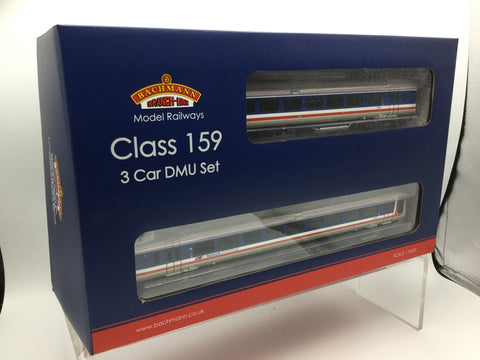 BACHMANN
BRANCH-LINE
Model Railways
Class 159
3 Car DMU Set
www.bachmann.co.uk